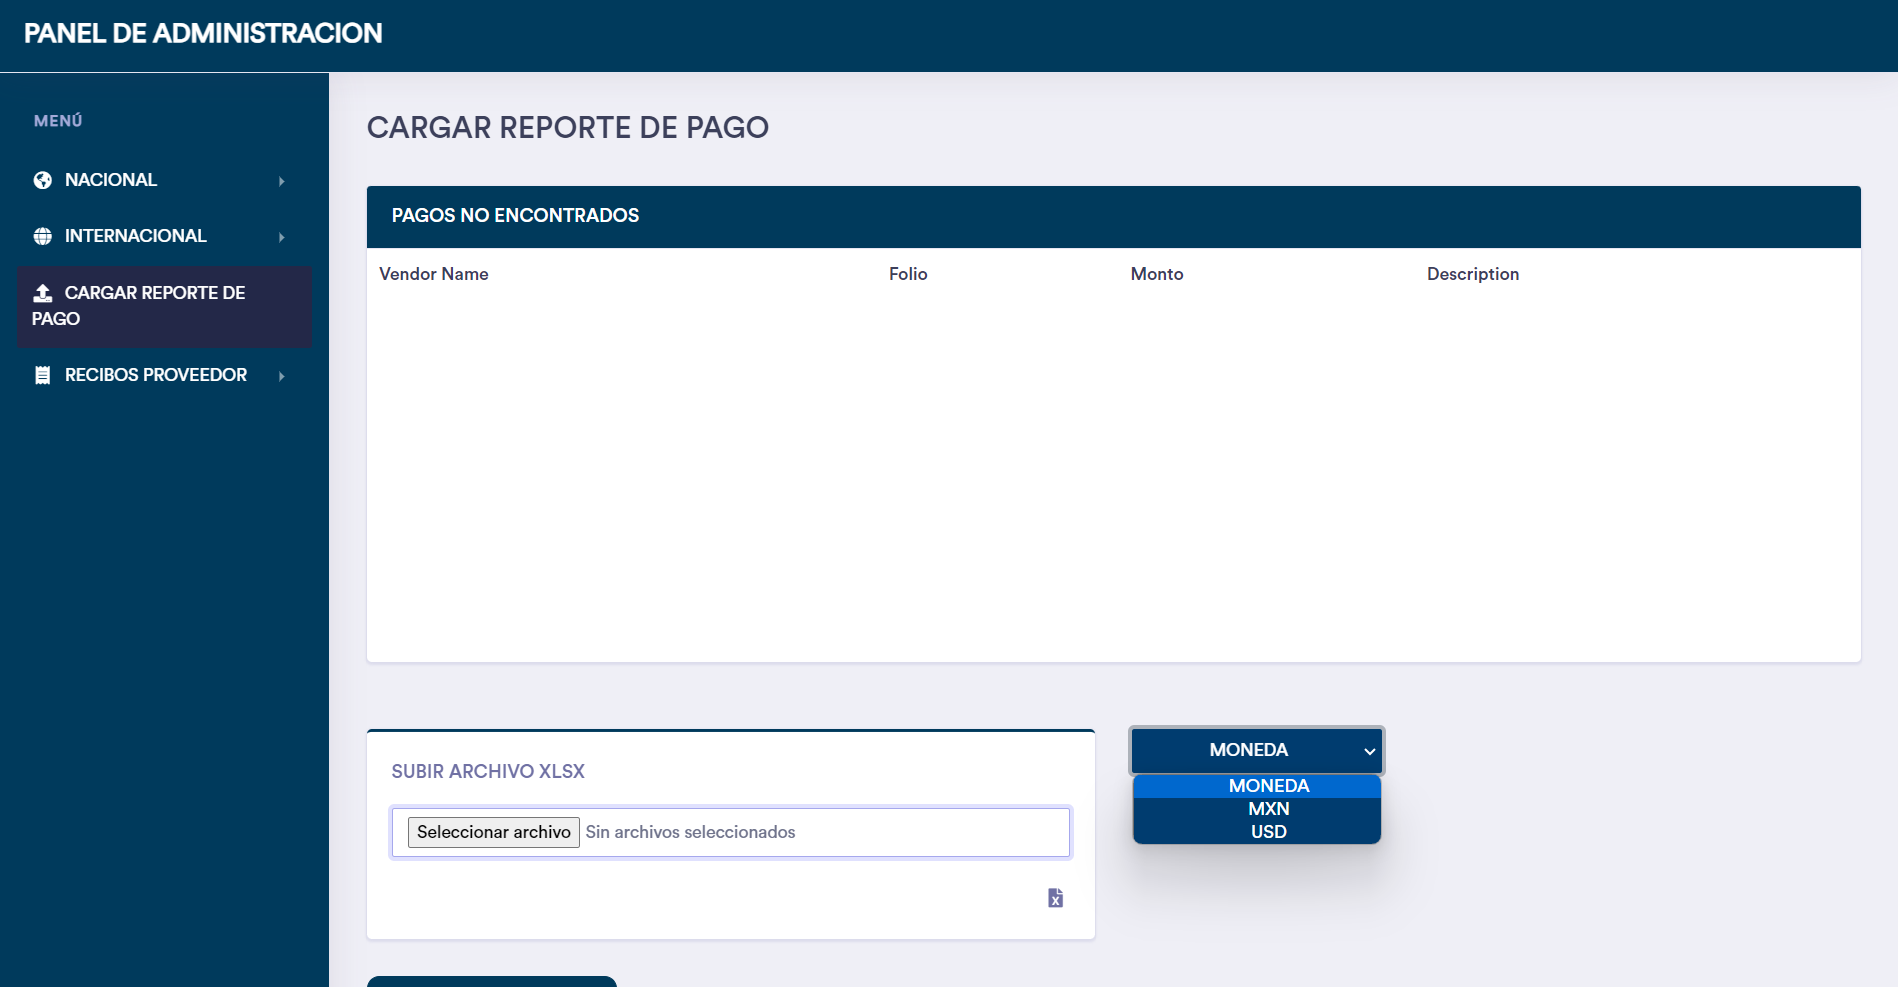 PANEL DE ADMINISTRACION
MENÚ
NACIONAL
INTERNACIONAL
CARGAR REPORTE DE
PAGO
RECIBOS PROVEEDOR
CARGAR REPORTE DE PAGO
PAGOS NO ENCONTRADOS
Vendor Name Folio Monto Description
SUBIR ARCHIVO XLSX
Seleccionar archivo Sin archivos seleccionados
MONEDA
MONEDA
MXN
USD